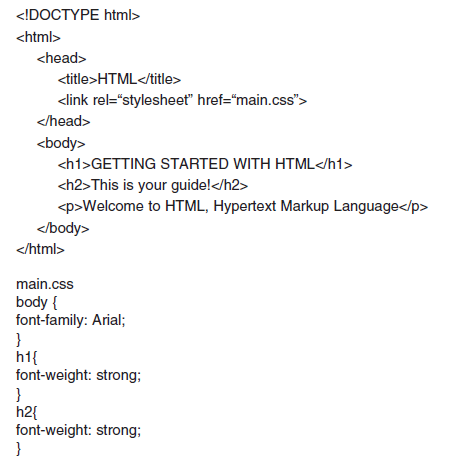 <!DOCTYPE html>
<html>
<head>
<title>HTML</title>
<link rel=“stylesheet” href=“main.css”>
</head>
<body>
<h1>GETTING STARTED WITH HTML</h1>
<h2>This is your guide!</h2>
<p>Welcome to HTML, Hypertext Markup Language</p>
</body>
</html>
main.css
body {
font-family: Arial;
}
h1{
font-weight: strong;
}
h2{
font-weight: strong;
}